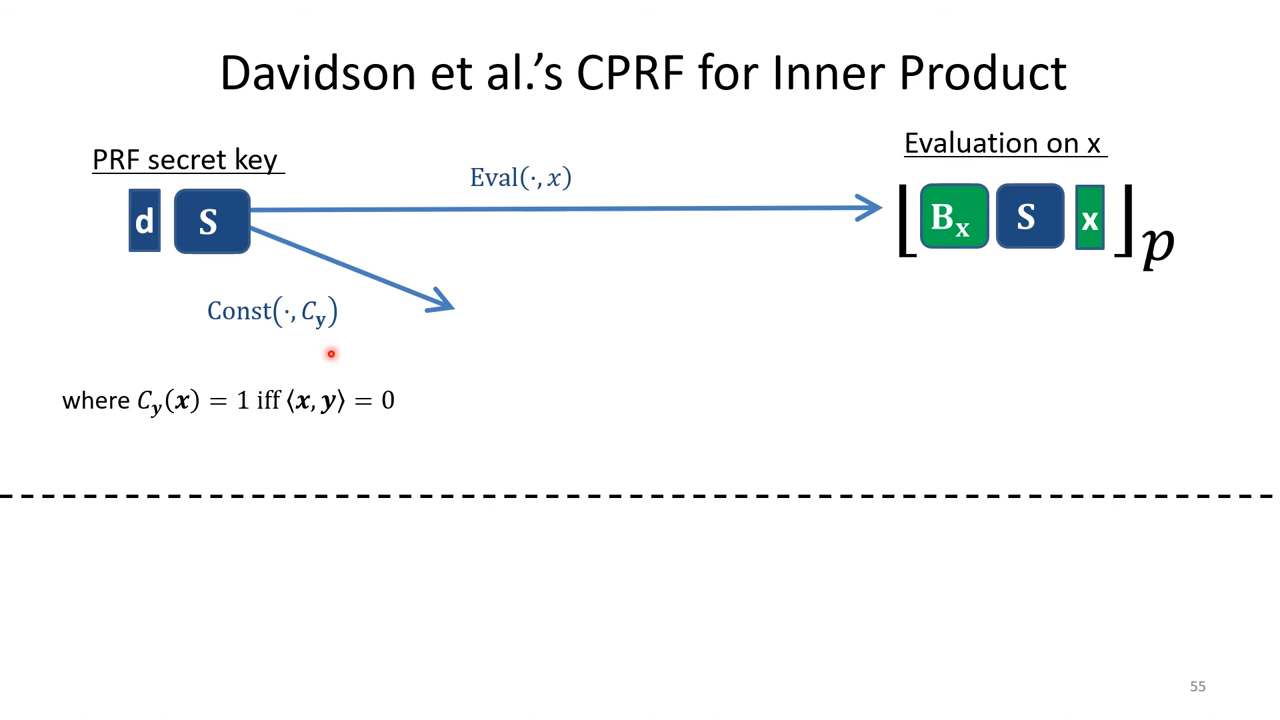 Davidson et al.’s CPRF for Inner Product
PRF secret key
d S
Eval(·, x)
Evaluation on x
⌊ Bₓ S x ⌋ₚ
Const(·, C_y)
where C_y(x) = 1 iff ⟨x, y⟩ = 0
55